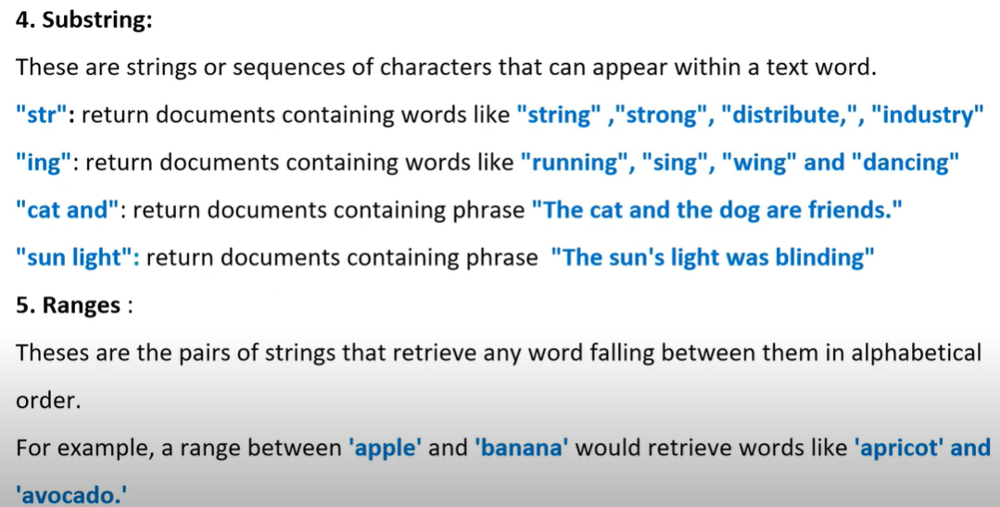 4. Substring:
These are strings or sequences of characters that can appear within a text word.
"str": return documents containing words like "string" ,"strong", "distribute,", "industry"
"ing": return documents containing words like "running", "sing", "wing" and "dancing"
"cat and": return documents containing phrase "The cat and the dog are friends."
"sun light": return documents containing phrase "The sun's light was blinding"
5. Ranges :
Theses are the pairs of strings that retrieve any word falling between them in alphabetical
order.
For example, a range between 'apple' and 'banana' would retrieve words like 'apricot' and
'avocado.'